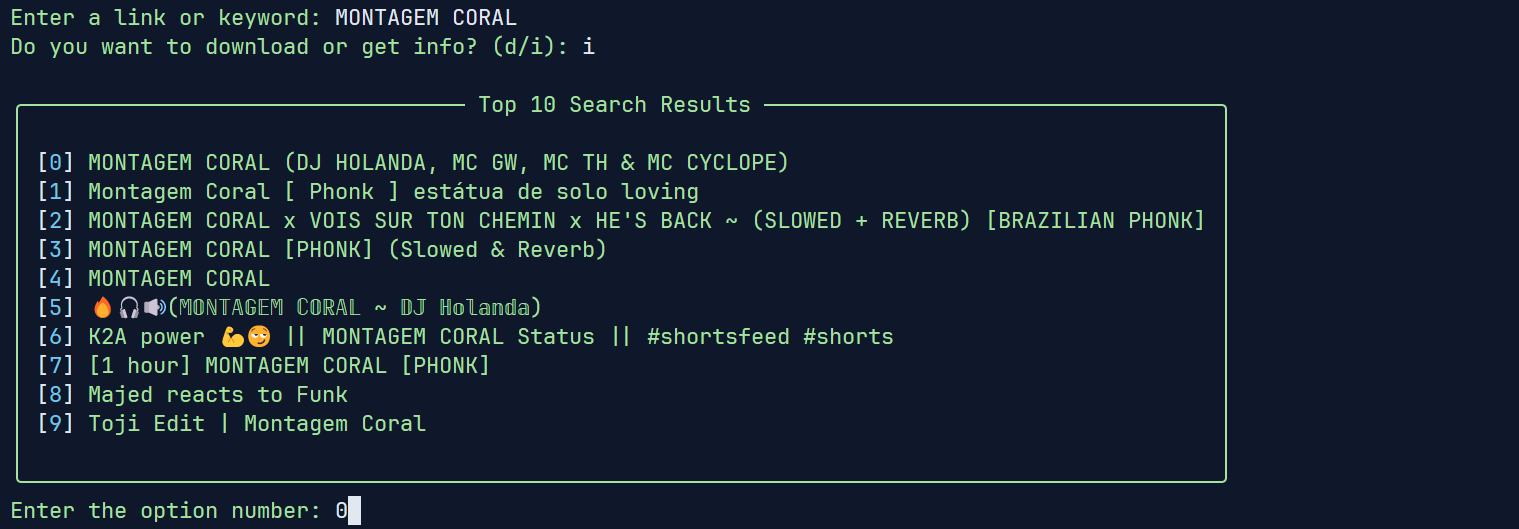 Enter a link or keyword: MONTAGEM CORAL
Do you want to download or get info? (d/i): i
Top 10 Search Results
[0] MONTAGEM CORAL (DJ HOLANDA, MC GW, MC TH & MC CYCLOPE)
[1] Montagem Coral [ Phonk ] estátua de solo loving
[2] MONTAGEM CORAL x VOIS SUR TON CHEMIN x HE'S BACK ~ (SLOWED + REVERB) [BRAZILIAN PHONK]
[3] MONTAGEM CORAL [PHONK] (Slowed & Reverb)
[4] MONTAGEM CORAL
[5] 🔥🎧🔊(𝕄𝕆ℕ𝕋𝔸𝔾𝔼𝕄 ℂ𝕆ℝ𝔸𝕃 ~ 𝔻𝕁 ℍ𝕠𝕝𝕒𝕟𝕕𝕒)
[6] K2A power 💪😏 || MONTAGEM CORAL Status || #shortsfeed #shorts
[7] [1 hour] MONTAGEM CORAL [PHONK]
[8] Majed reacts to Funk
[9] Toji Edit | Montagem Coral
Enter the option number: 0